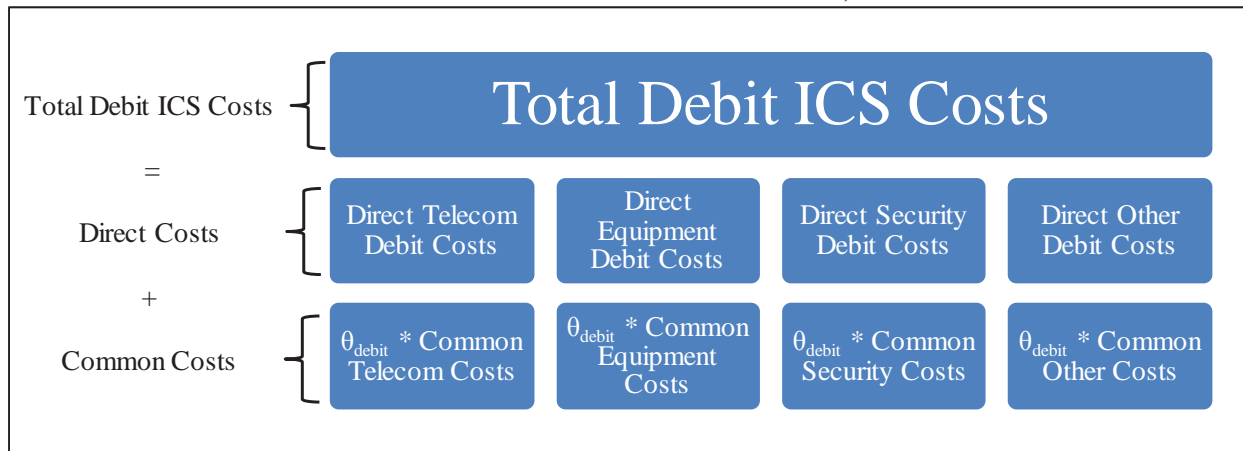 Total Debit ICS Costs
Total Debit ICS Costs
=
Direct Costs
Direct Telecom
Debit Costs
Direct
Equipment
Debit Costs
Direct Security
Debit Costs
Direct Other
Debit Costs
+
Common Costs
θdebit * Common
Telecom Costs
θdebit * Common
Equipment
Costs
θdebit * Common
Security Costs
θdebit * Common
Other Costs